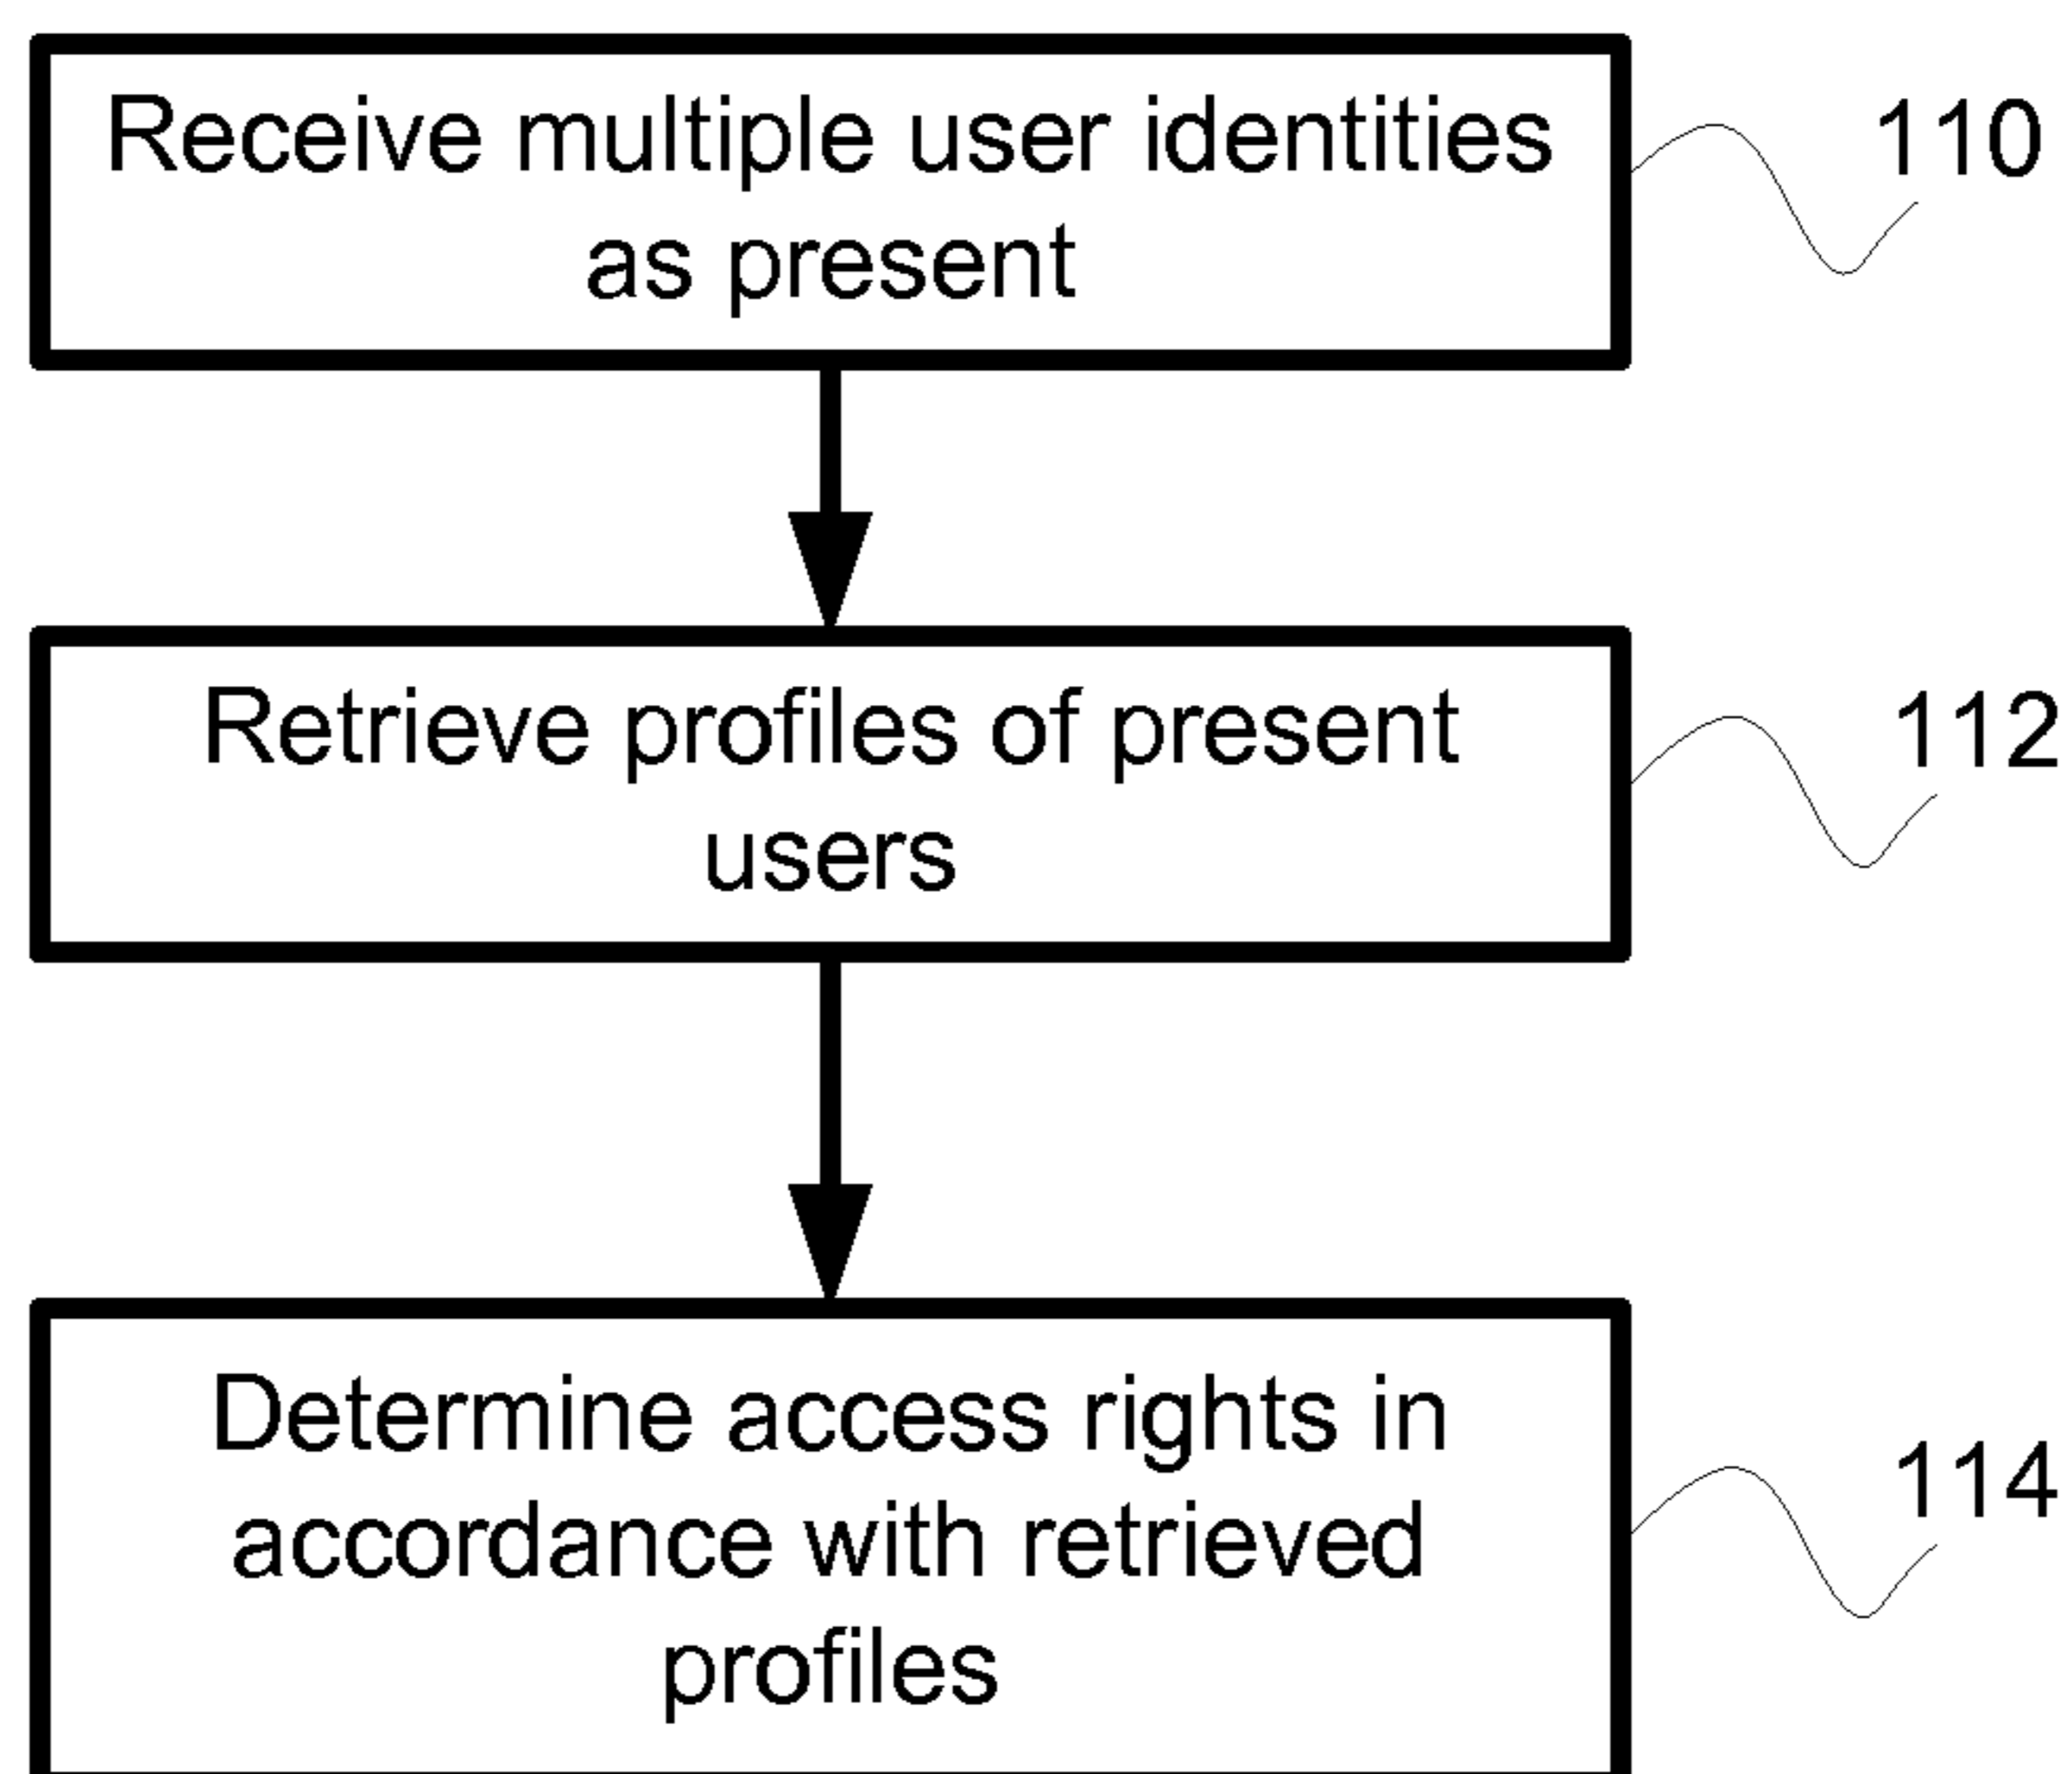 Receive multiple user identities
as present
110
Retrieve profiles of present
users
112
Determine access rights in
accordance with retrieved
profiles
114